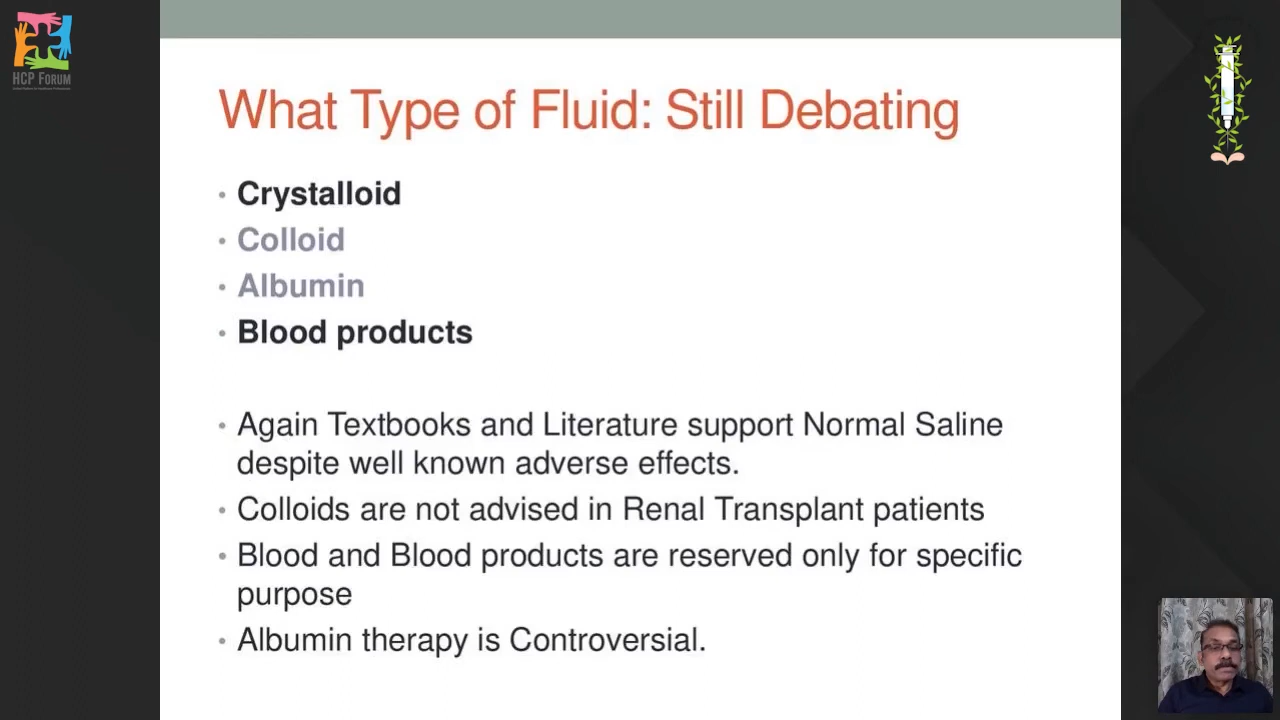 HCP FORUM
What Type of Fluid: Still Debating
• Crystalloid
• Colloid
• Albumin
• Blood products
• Again Textbooks and Literature support Normal Saline
despite well known adverse effects.
• Colloids are not advised in Renal Transplant patients
• Blood and Blood products are reserved only for specific
purpose
• Albumin therapy is Controversial.